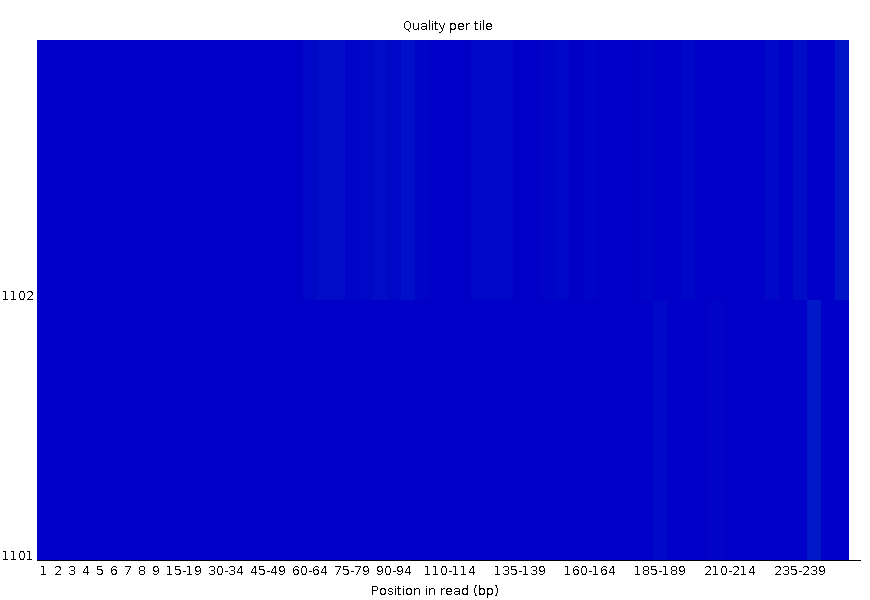 Quality per tile
1102
1101
1 2 3 4 5 6 7 8 9 15-19 30-34 45-49 60-64 75-79 90-94 110-114 135-139 160-164 185-189 210-214 235-239
Position in read (bp)